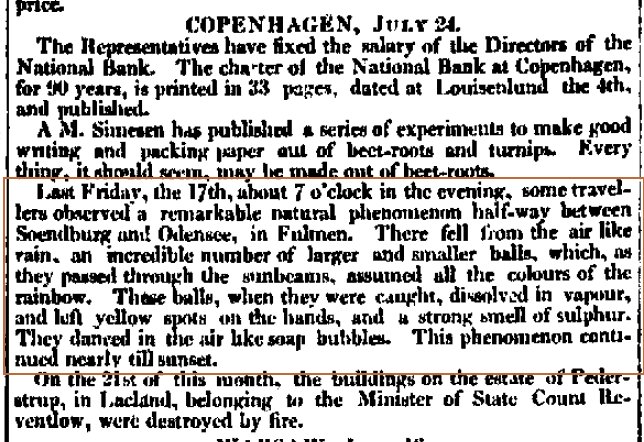 price.
COPENHAGEN, JULY 24.
The Representatives have fixed the salary of the Directors of the
National Bank. The charter of the National Bank at Copenhagen,
for 90 years, is printed in 33 pages, dated at Louisenlund the 4th,
and published.
A M. Simesen has published a series of experiments to make good
writing and packing paper out of beet-roots and turnips. Every
thing, it should seem, may be made out of beet-roots.
Last Friday, the 17th, about 7 o'clock in the evening, some travel-
lers observed a remarkable natural phenomenon half-way between
Soendburg and Odensee, in Fulmen. There fell from the air like
rain, an incredible number of larger and smaller balls, which, as
they passed through the sunbeams, assumed all the colours of the
rainbow. These balls, when they were caught, dissolved in vapour,
and left yellow spots on the hands, and a strong smell of sulphur.
They danced in the air like soap bubbles. This phenomenon conti-
nued nearly till sunset.
On the 21st of this month, the buildings on the estate of Peder-
strup, in Lacland, belonging to the Minister of State Count Re-
ventlow, were destroyed by fire.